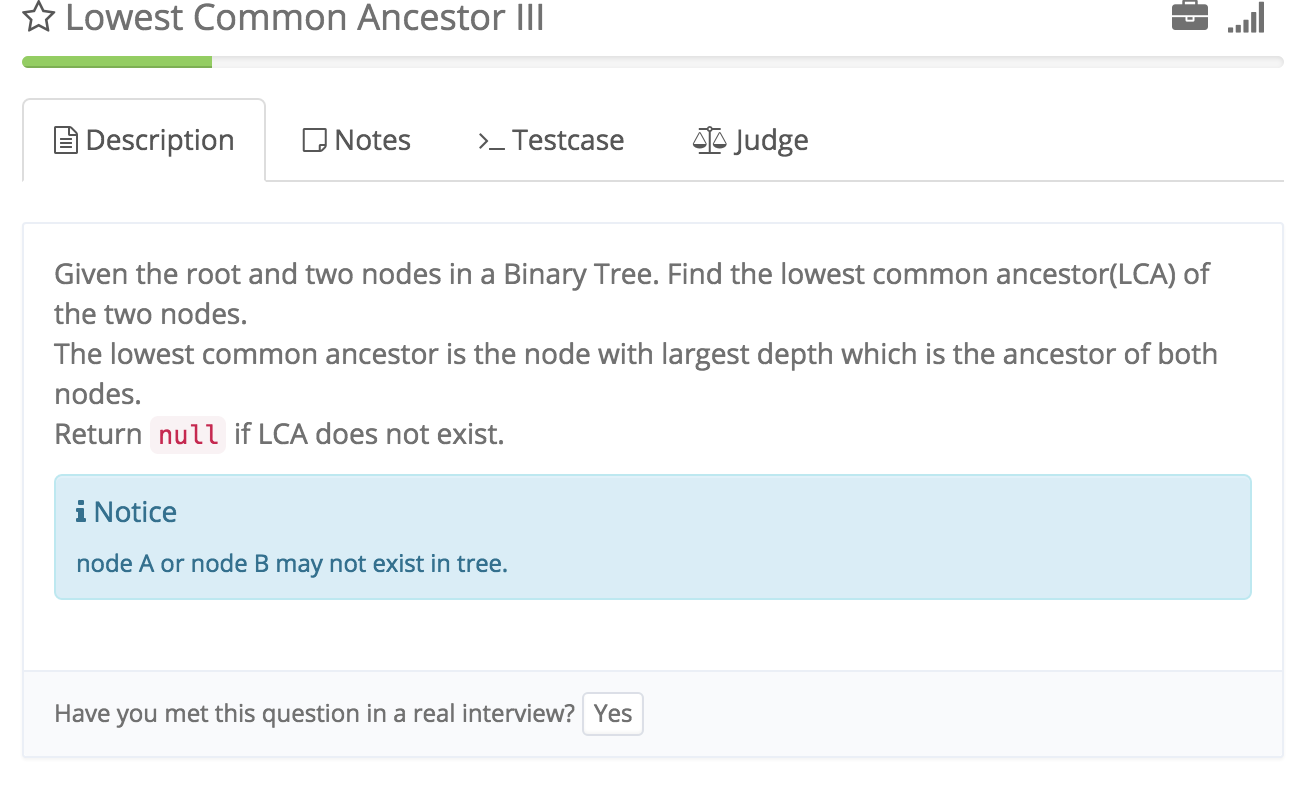 Lowest Common Ancestor III
Description
Notes
Testcase
Judge
Given the root and two nodes in a Binary Tree. Find the lowest common ancestor(LCA) of
the two nodes.
The lowest common ancestor is the node with largest depth which is the ancestor of both
nodes.
Return null if LCA does not exist.
Notice
node A or node B may not exist in tree.
Have you met this question in a real interview? Yes